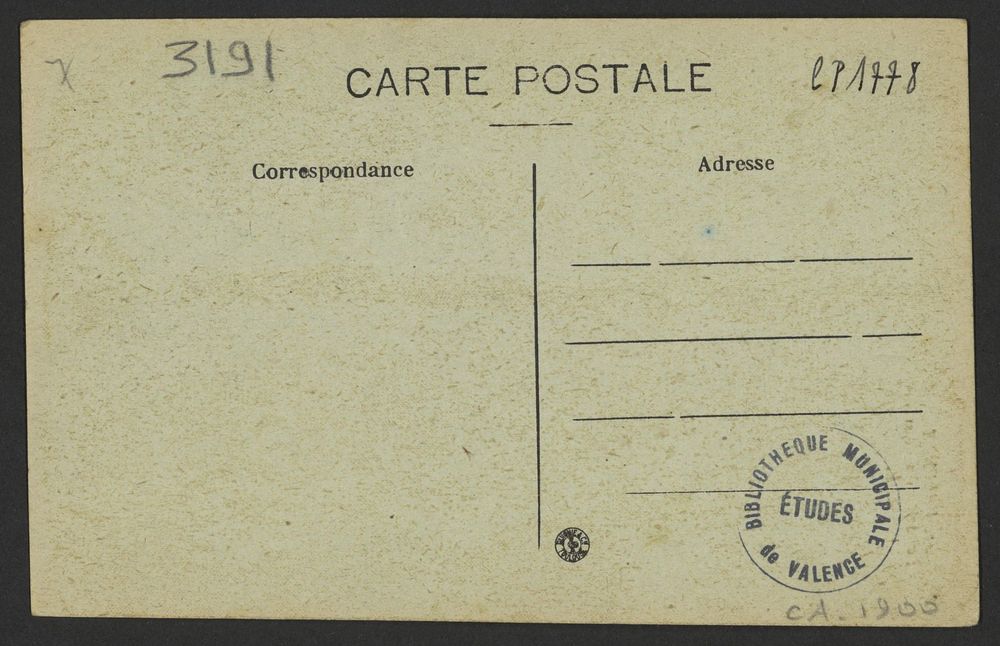 3191
CARTE POSTALE
CP1778
Correspondance
Adresse
BIBLIOTHEQUE MUNICIPALE
ÉTUDES
de VALENCE
CA. 1900